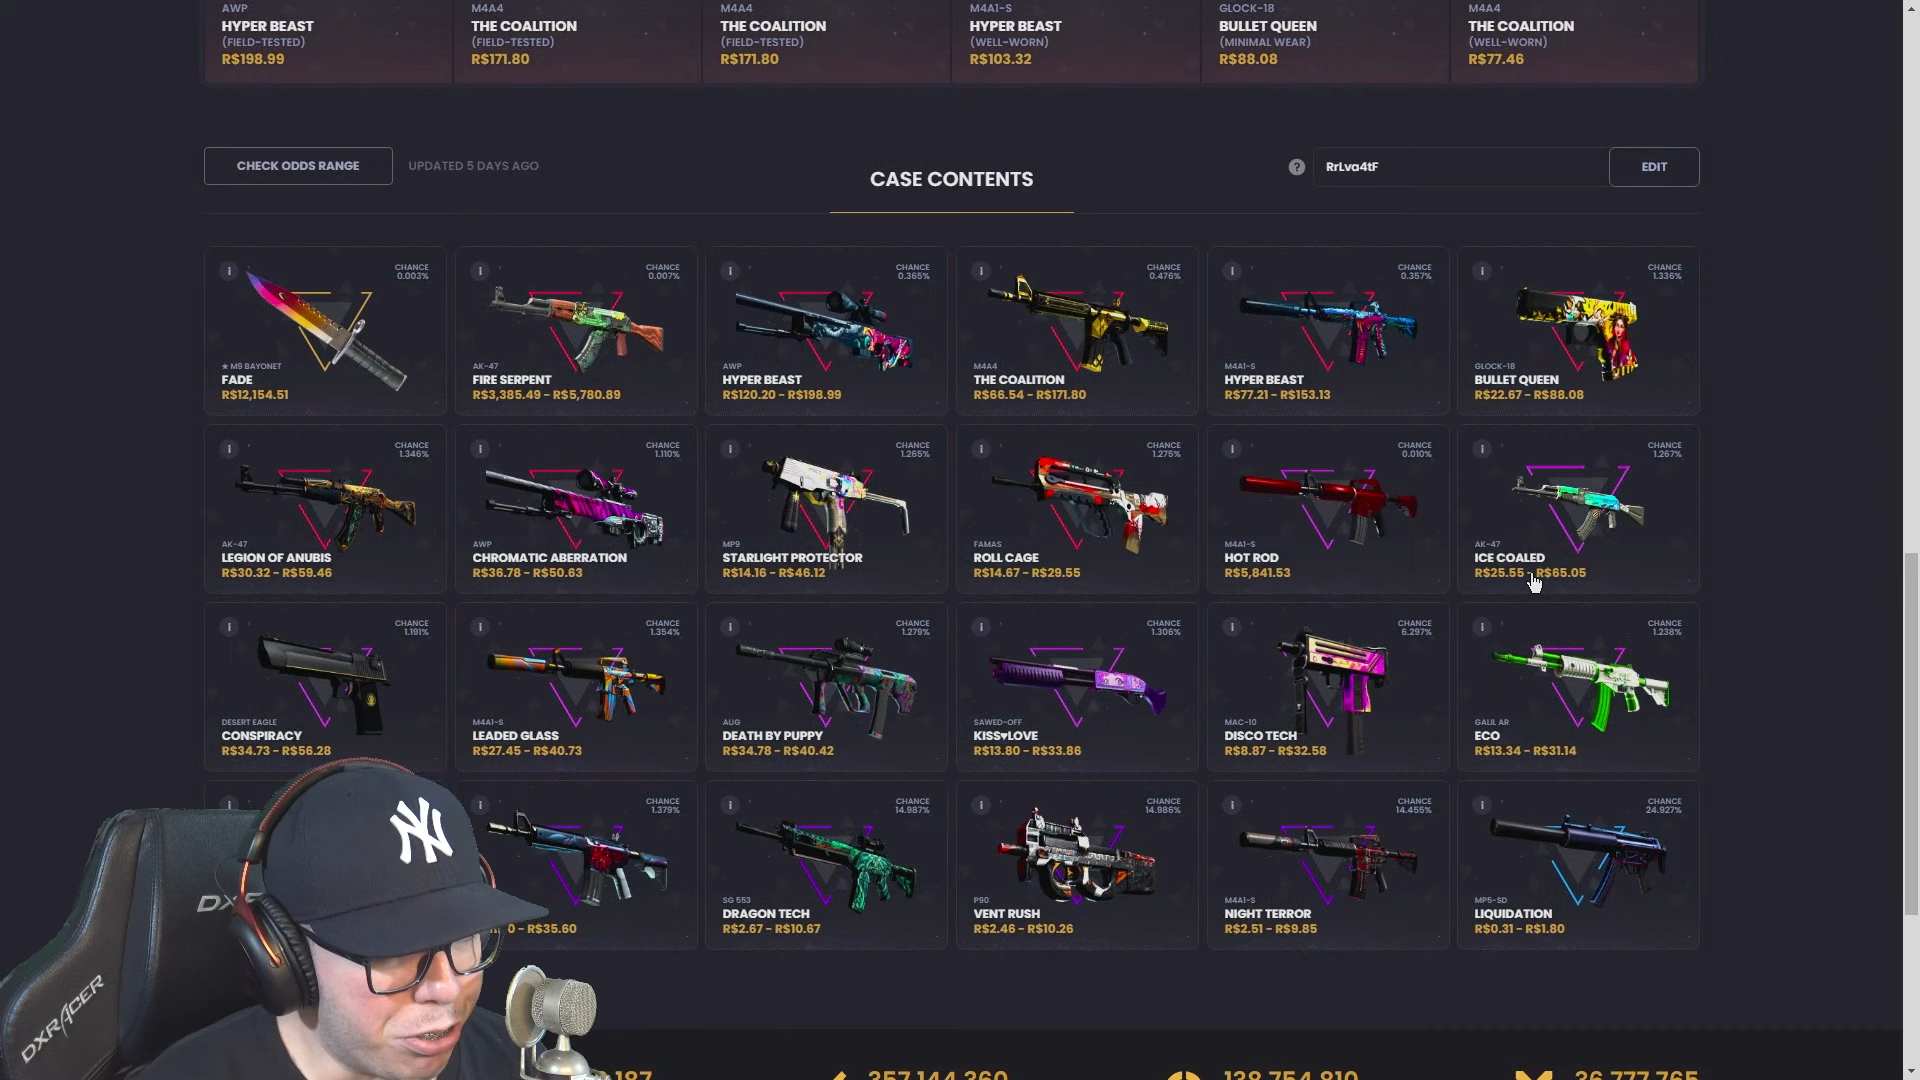 AWP
HYPER BEAST
(FIELD-TESTED)
R$198.99
M4A4
THE COALITION
(FIELD-TESTED)
R$171.80
M4A4
THE COALITION
(FIELD-TESTED)
R$171.80
M4A1-S
HYPER BEAST
(WELL-WORN)
R$103.32
GLOCK-18
BULLET QUEEN
(MINIMAL WEAR)
R$88.08
M4A4
THE COALITION
(WELL-WORN)
R$77.46
CHECK ODDS RANGE
UPDATED 5 DAYS AGO
CASE CONTENTS
?
RrLva4tF
EDIT
CHANCE
0.003%
★ M9 BAYONET
FADE
R$12,154.51
CHANCE
0.007%
AK-47
FIRE SERPENT
R$3,385.49 - R$5,780.89
CHANCE
0.365%
AWP
HYPER BEAST
R$120.20 - R$198.99
CHANCE
0.476%
M4A4
THE COALITION
R$66.54 - R$171.80
CHANCE
0.357%
M4A1-S
HYPER BEAST
R$77.21 - R$153.13
CHANCE
1.336%
GLOCK-18
BULLET QUEEN
R$22.67 - R$88.08
CHANCE
1.346%
AK-47
LEGION OF ANUBIS
R$30.32 - R$59.46
CHANCE
1.110%
AWP
CHROMATIC ABERRATION
R$36.78 - R$50.63
CHANCE
1.265%
MP9
STARLIGHT PROTECTOR
R$14.16 - R$46.12
CHANCE
1.275%
FAMAS
ROLL CAGE
R$14.67 - R$29.55
CHANCE
0.010%
M4A1-S
HOT ROD
R$5,841.53
CHANCE
1.267%
AK-47
ICE COALED
R$25.55 - R$65.05
CHANCE
1.191%
DESERT EAGLE
CONSPIRACY
R$34.73 - R$56.28
CHANCE
1.354%
M4A1-S
LEADED GLASS
R$27.45 - R$40.73
CHANCE
1.279%
AUG
DEATH BY PUPPY
R$34.78 - R$40.42
CHANCE
1.306%
SAWED-OFF
KISS♥LOVE
R$13.80 - R$33.86
CHANCE
6.297%
MAC-10
DISCO TECH
R$8.87 - R$32.58
CHANCE
1.238%
GALIL AR
ECO
R$13.34 - R$31.14
CHANCE
1.379%
0 - R$35.60
CHANCE
14.987%
SG 553
DRAGON TECH
R$2.67 - R$10.67
CHANCE
14.986%
P90
VENT RUSH
R$2.46 - R$10.26
CHANCE
14.455%
M4A1-S
NIGHT TERROR
R$2.51 - R$9.85
CHANCE
24.927%
MP5-SD
LIQUIDATION
R$0.31 - R$1.80
NY
DX
DXRACER
187
357,144,360
138,754,810
36,777,765